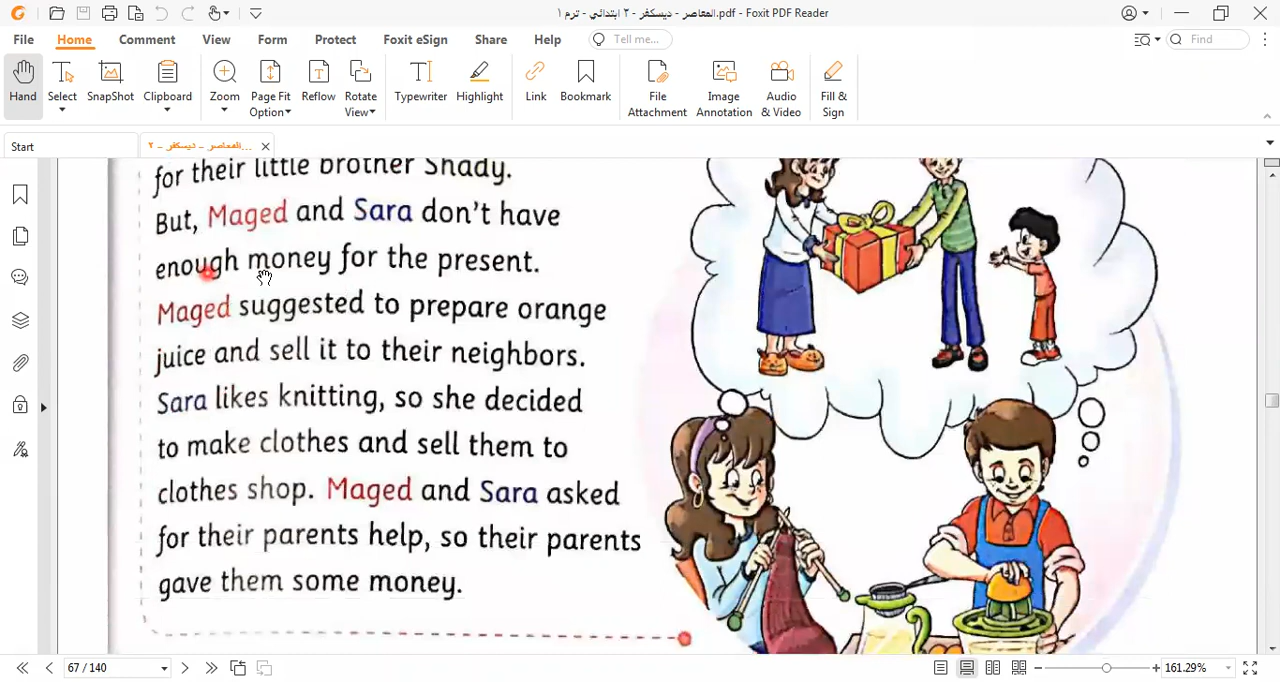 المعاصر - ديسكفر - ٢ ابتدائي - ترم ١.pdf - Foxit PDF Reader
File Home Comment View Form Protect Foxit eSign Share Help Tell me... Find
Hand Select SnapShot Clipboard Zoom Page Fit Option Reflow Rotate View Typewriter Highlight Link Bookmark File Attachment Image Annotation Audio & Video Fill & Sign
Start المعاصر - ديسكفر - ٢...
for their little brother Shady.
But, Maged and Sara don't have
enough money for the present.
Maged suggested to prepare orange
juice and sell it to their neighbors.
Sara likes knitting, so she decided
to make clothes and sell them to
clothes shop. Maged and Sara asked
for their parents help, so their parents
gave them some money.
67 / 140 161.29%